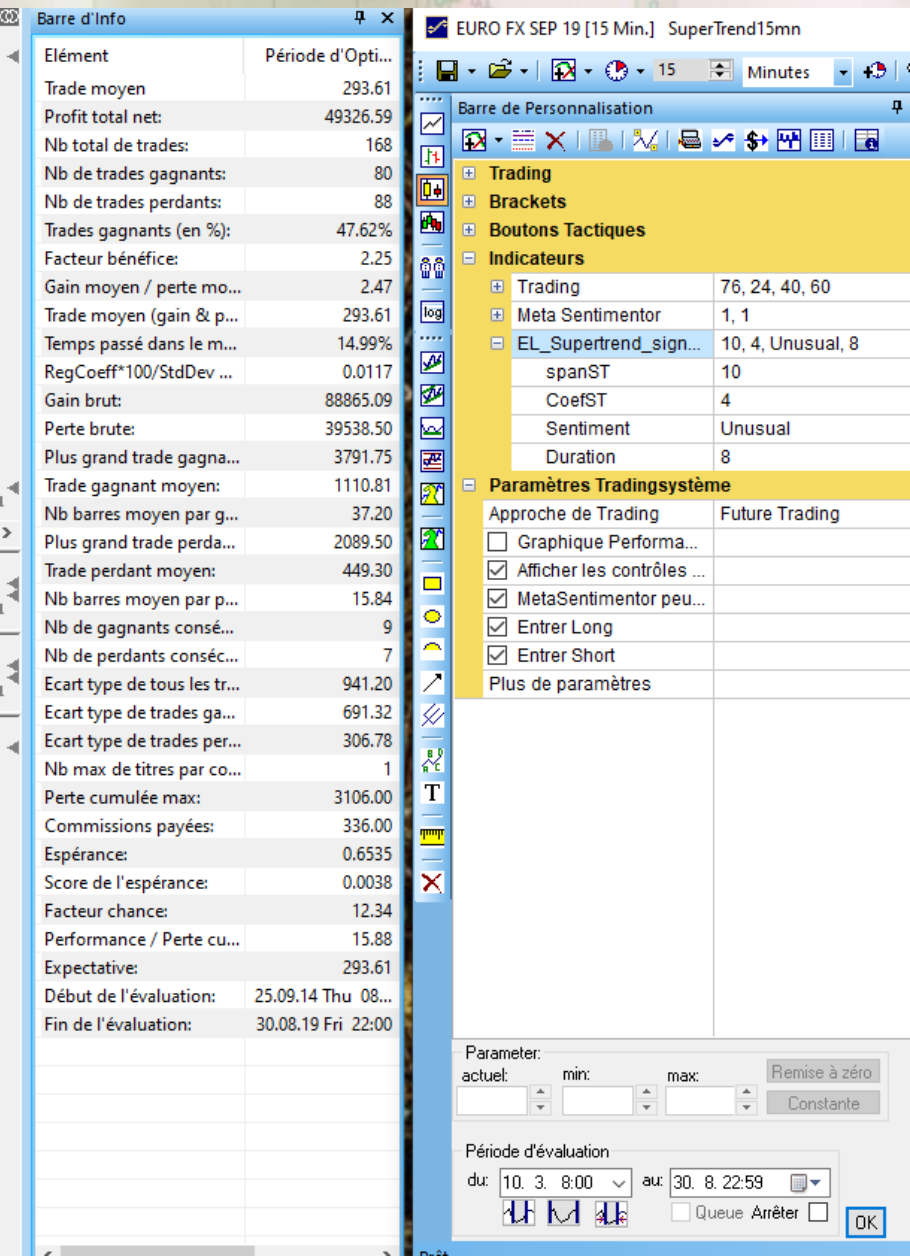 Barre d'Info
Elément Période d'Opti...
Trade moyen 293.61
Profit total net: 49326.59
Nb total de trades: 168
Nb de trades gagnants: 80
Nb de trades perdants: 88
Trades gagnants (en %): 47.62%
Facteur bénéfice: 2.25
Gain moyen / perte mo... 2.47
Trade moyen (gain & p... 293.61
Temps passé dans le m... 14.99%
RegCoeff*100/StdDev ... 0.0117
Gain brut: 88865.09
Perte brute: 39538.50
Plus grand trade gagna... 3791.75
Trade gagnant moyen: 1110.81
Nb barres moyen par g... 37.20
Plus grand trade perda... 2089.50
Trade perdant moyen: 449.30
Nb barres moyen par p... 15.84
Nb de gagnants consé... 9
Nb de perdants conséc... 7
Ecart type de tous les tr... 941.20
Ecart type de trades ga... 691.32
Ecart type de trades per... 306.78
Nb max de titres par co... 1
Perte cumulée max: 3106.00
Commissions payées: 336.00
Espérance: 0.6535
Score de l'espérance: 0.0038
Facteur chance: 12.34
Performance / Perte cu... 15.88
Expectative: 293.61
Début de l'évaluation: 25.09.14 Thu 08...
Fin de l'évaluation: 30.08.19 Fri 22:00
EURO FX SEP 19 [15 Min.] SuperTrend15mn
15 Minutes
Barre de Personnalisation
log
T
Trading
Brackets
Boutons Tactiques
Indicateurs
Trading 76, 24, 40, 60
Meta Sentimentor 1, 1
EL_Supertrend_sign... 10, 4, Unusual, 8
spanST 10
CoefST 4
Sentiment Unusual
Duration 8
Paramètres Tradingsystème
Approche de Trading Future Trading
Graphique Performa...
Afficher les contrôles ...
MetaSentimentor peu...
Entrer Long
Entrer Short
Plus de paramètres
Parameter:
actuel: min: max: Remise à zéro
Constante
Période d'évaluation
du: 10. 3. 8:00 au: 30. 8. 22:59
Queue Arrêter
OK
Prêt